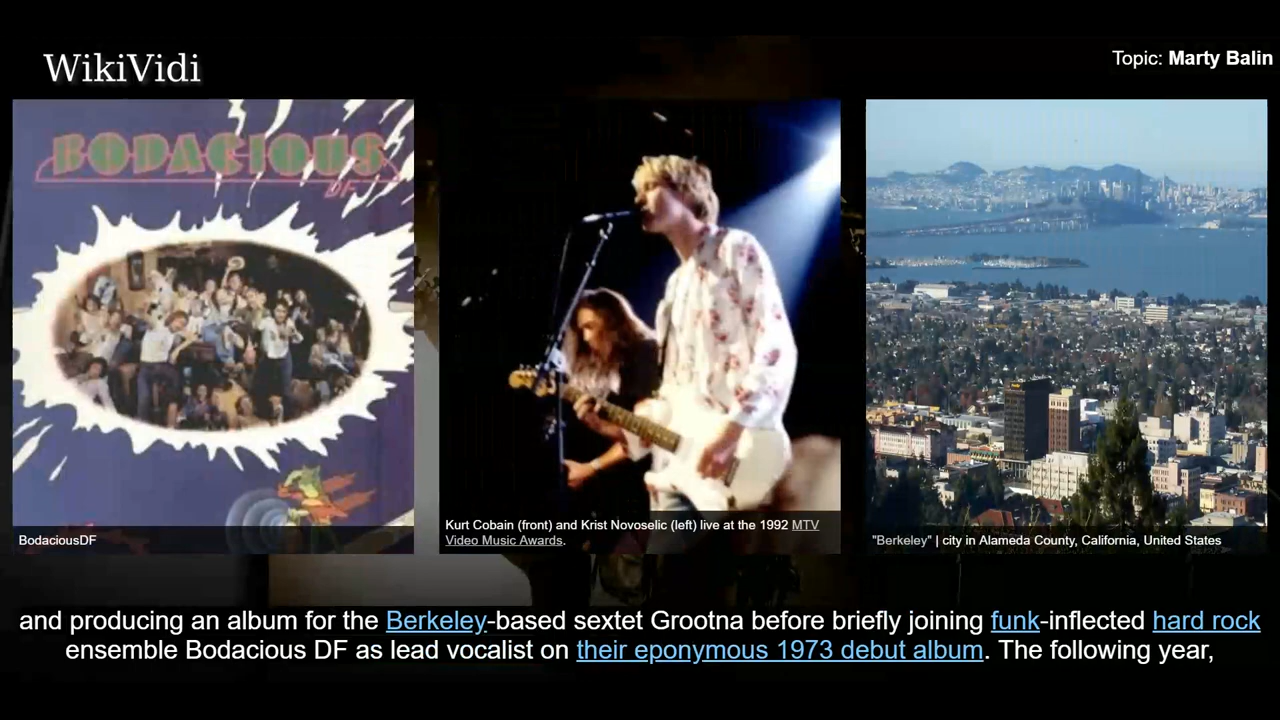 WikiVidi
Topic: Marty Balin
BODACIOUS
DF
BodaciousDF
Kurt Cobain (front) and Krist Novoselic (left) live at the 1992 MTV
Video Music Awards.
"Berkeley" | city in Alameda County, California, United States
and producing an album for the Berkeley-based sextet Grootna before briefly joining funk-inflected hard rock
ensemble Bodacious DF as lead vocalist on their eponymous 1973 debut album. The following year,